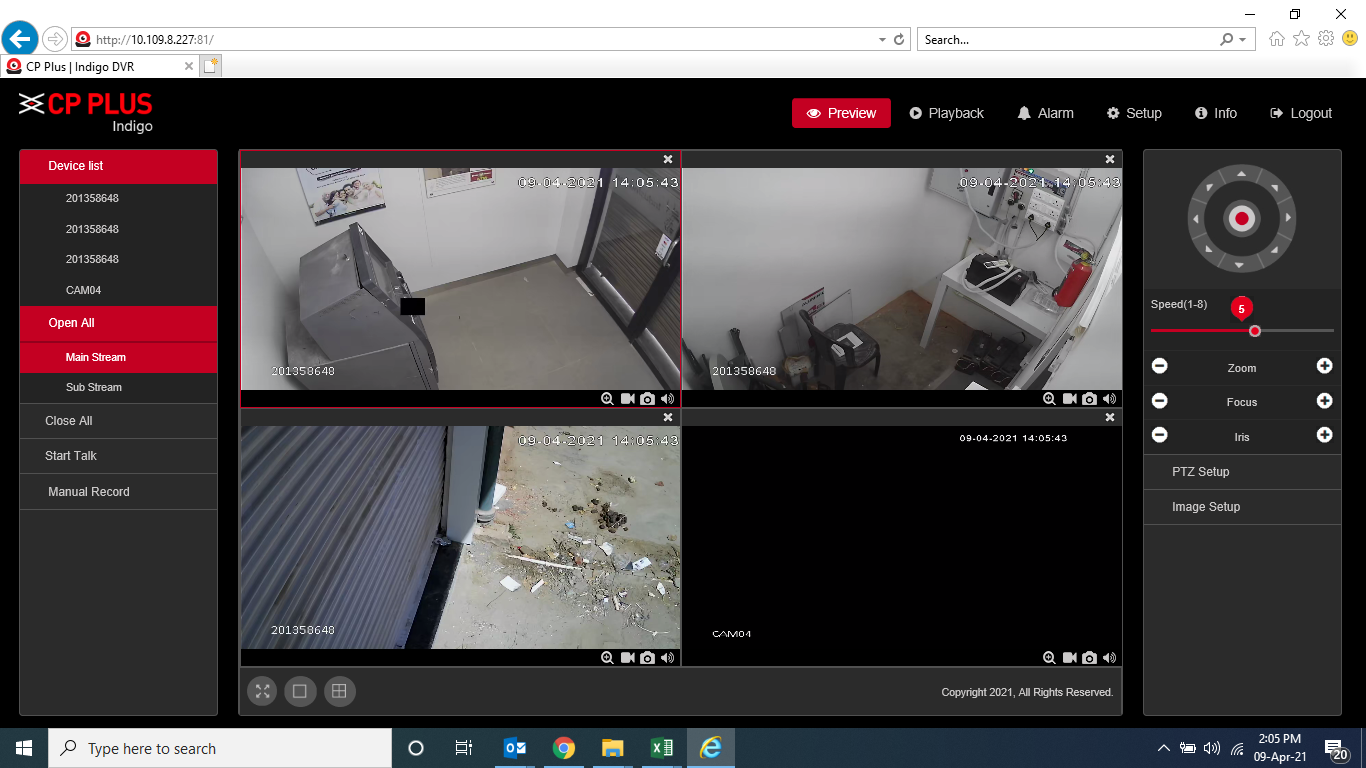 http://10.109.8.227:81/
Search...
CP Plus | Indigo DVR
CP PLUS
Indigo
Preview
Playback
Alarm
Setup
Info
Logout
Device list
201358648
201358648
201358648
CAM04
Open All
Main Stream
Sub Stream
Close All
Start Talk
Manual Record
09-04-2021 14:05:43
201358648
09-04-2021 14:05:43
201358648
09-04-2021 14:05:43
201358648
09-04-2021 14:05:43
CAM04
Copyright 2021, All Rights Reserved.
Speed(1-8)
5
Zoom
Focus
Iris
PTZ Setup
Image Setup
Type here to search
2:05 PM
09-Apr-21
20